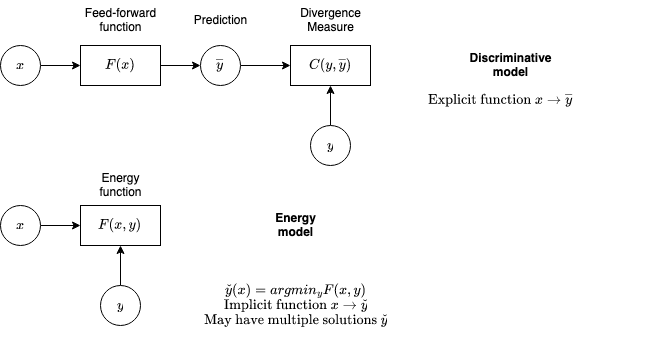 Feed-forward
function
Prediction
Divergence
Measure
x
F(x)
y̅
C(y, y̅)
Discriminative
model
Explicit function x → y̅
y
Energy
function
x
F(x, y)
Energy
model
y
y̌(x) = argmin_y F(x, y)
Implicit function x → y̌
May have multiple solutions y̌